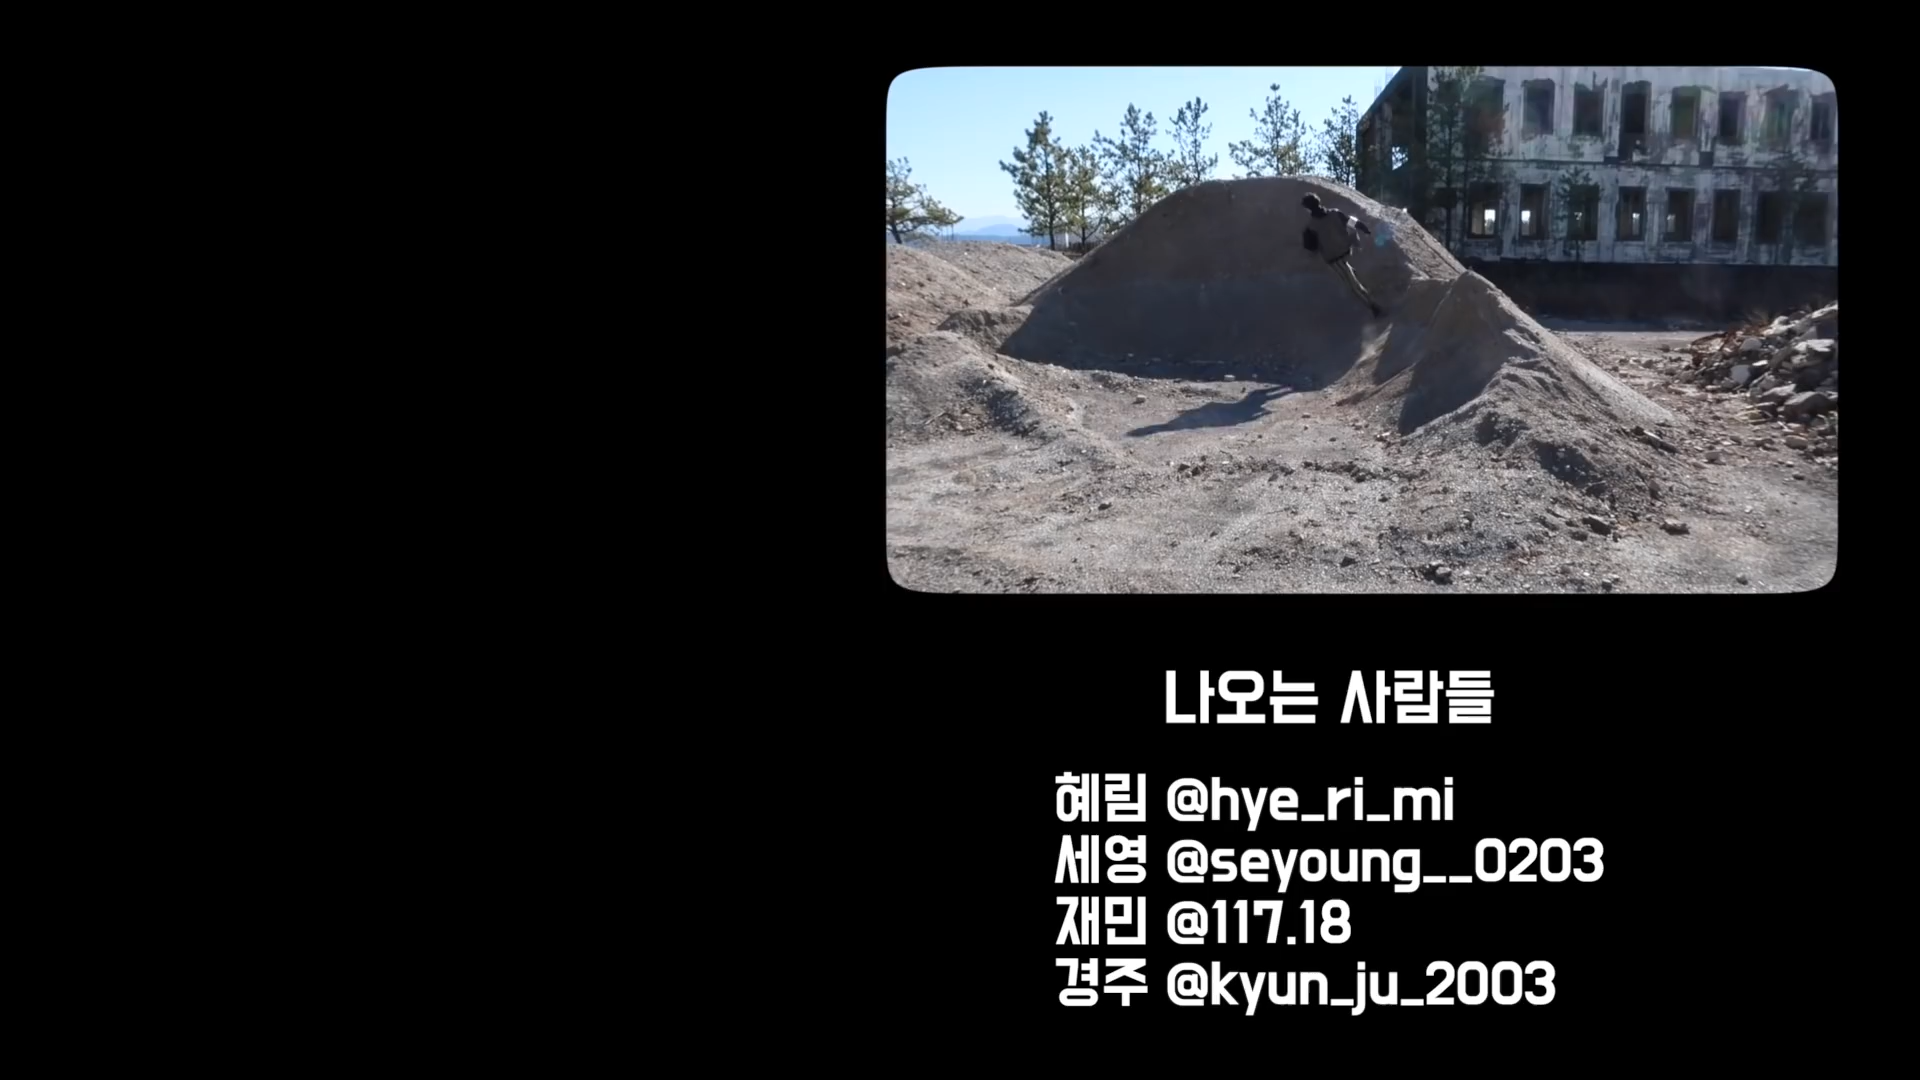 나오는 사람들
혜림 @hye_ri_mi
세영 @seyoung__0203
재민 @117.18
경주 @kyun_ju_2003